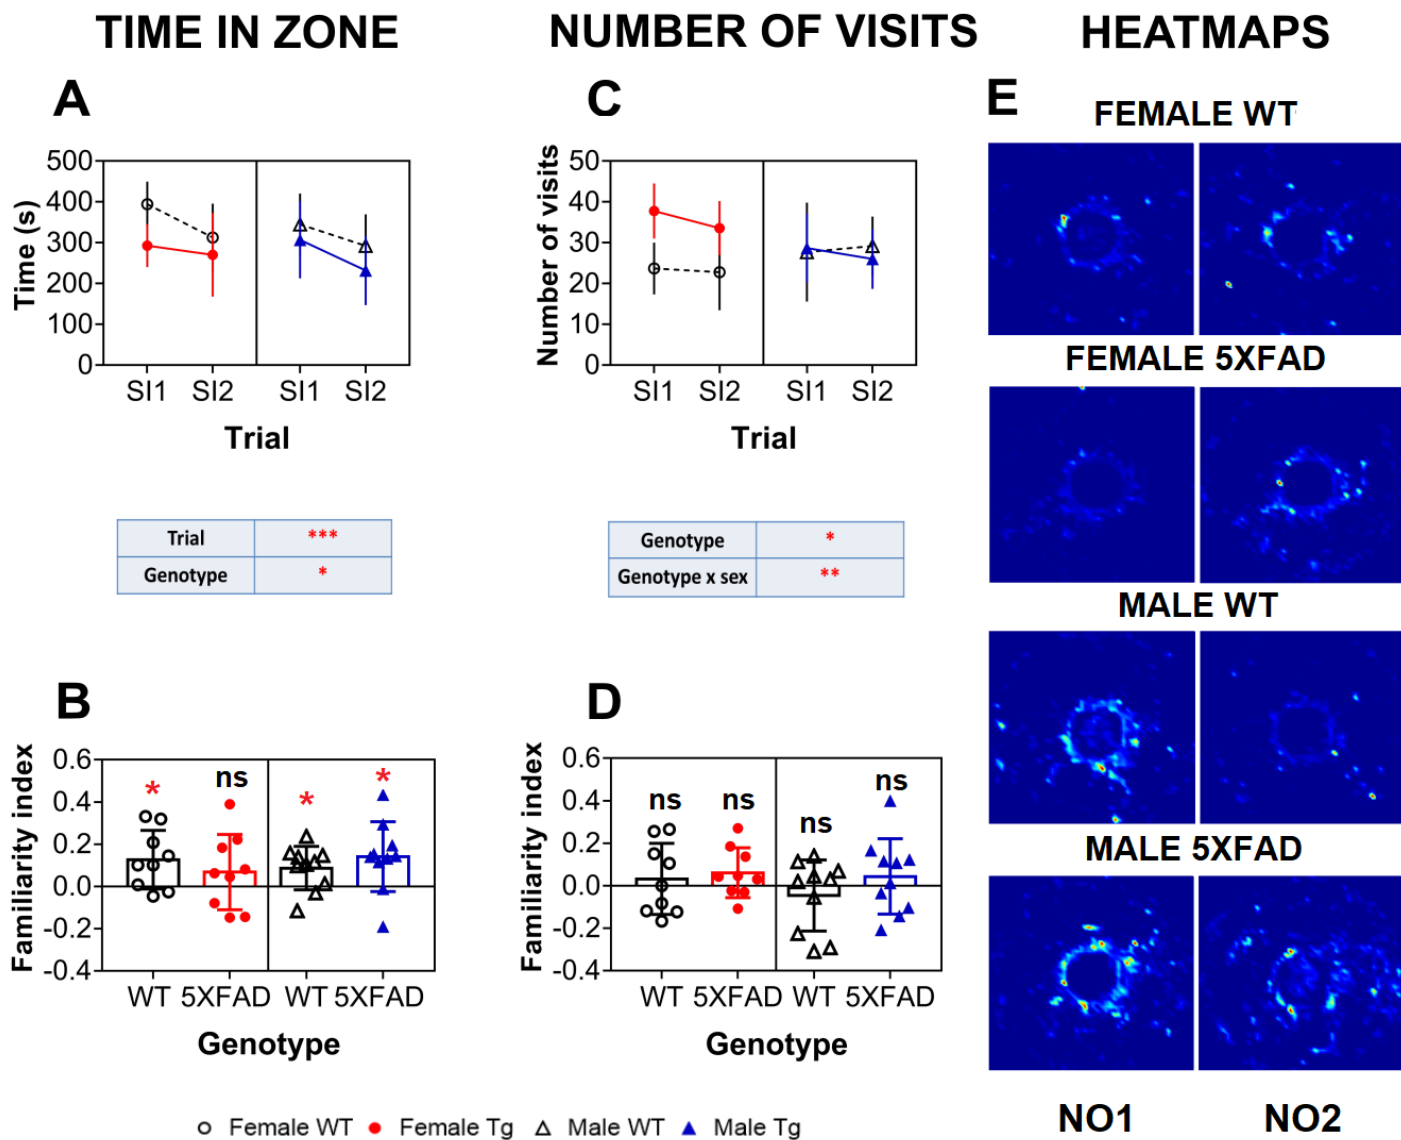 TIME IN ZONE
NUMBER OF VISITS
HEATMAPS
A
500
400
300
200
100
0
Time (s)
SI1 SI2 SI1 SI2
Trial
Trial ***
Genotype *
B
0.6
0.4
0.2
0.0
-0.2
-0.4
Familiarity index
* ns * *
WT 5XFAD WT 5XFAD
Genotype
C
50
40
30
20
10
0
Number of visits
SI1 SI2 SI1 SI2
Trial
Genotype *
Genotype x sex **
D
0.6
0.4
0.2
0.0
-0.2
-0.4
Familiarity index
ns ns ns ns
WT 5XFAD WT 5XFAD
Genotype
E
FEMALE WT
FEMALE 5XFAD
MALE WT
MALE 5XFAD
NO1 NO2
Female WT Female Tg Male WT Male Tg